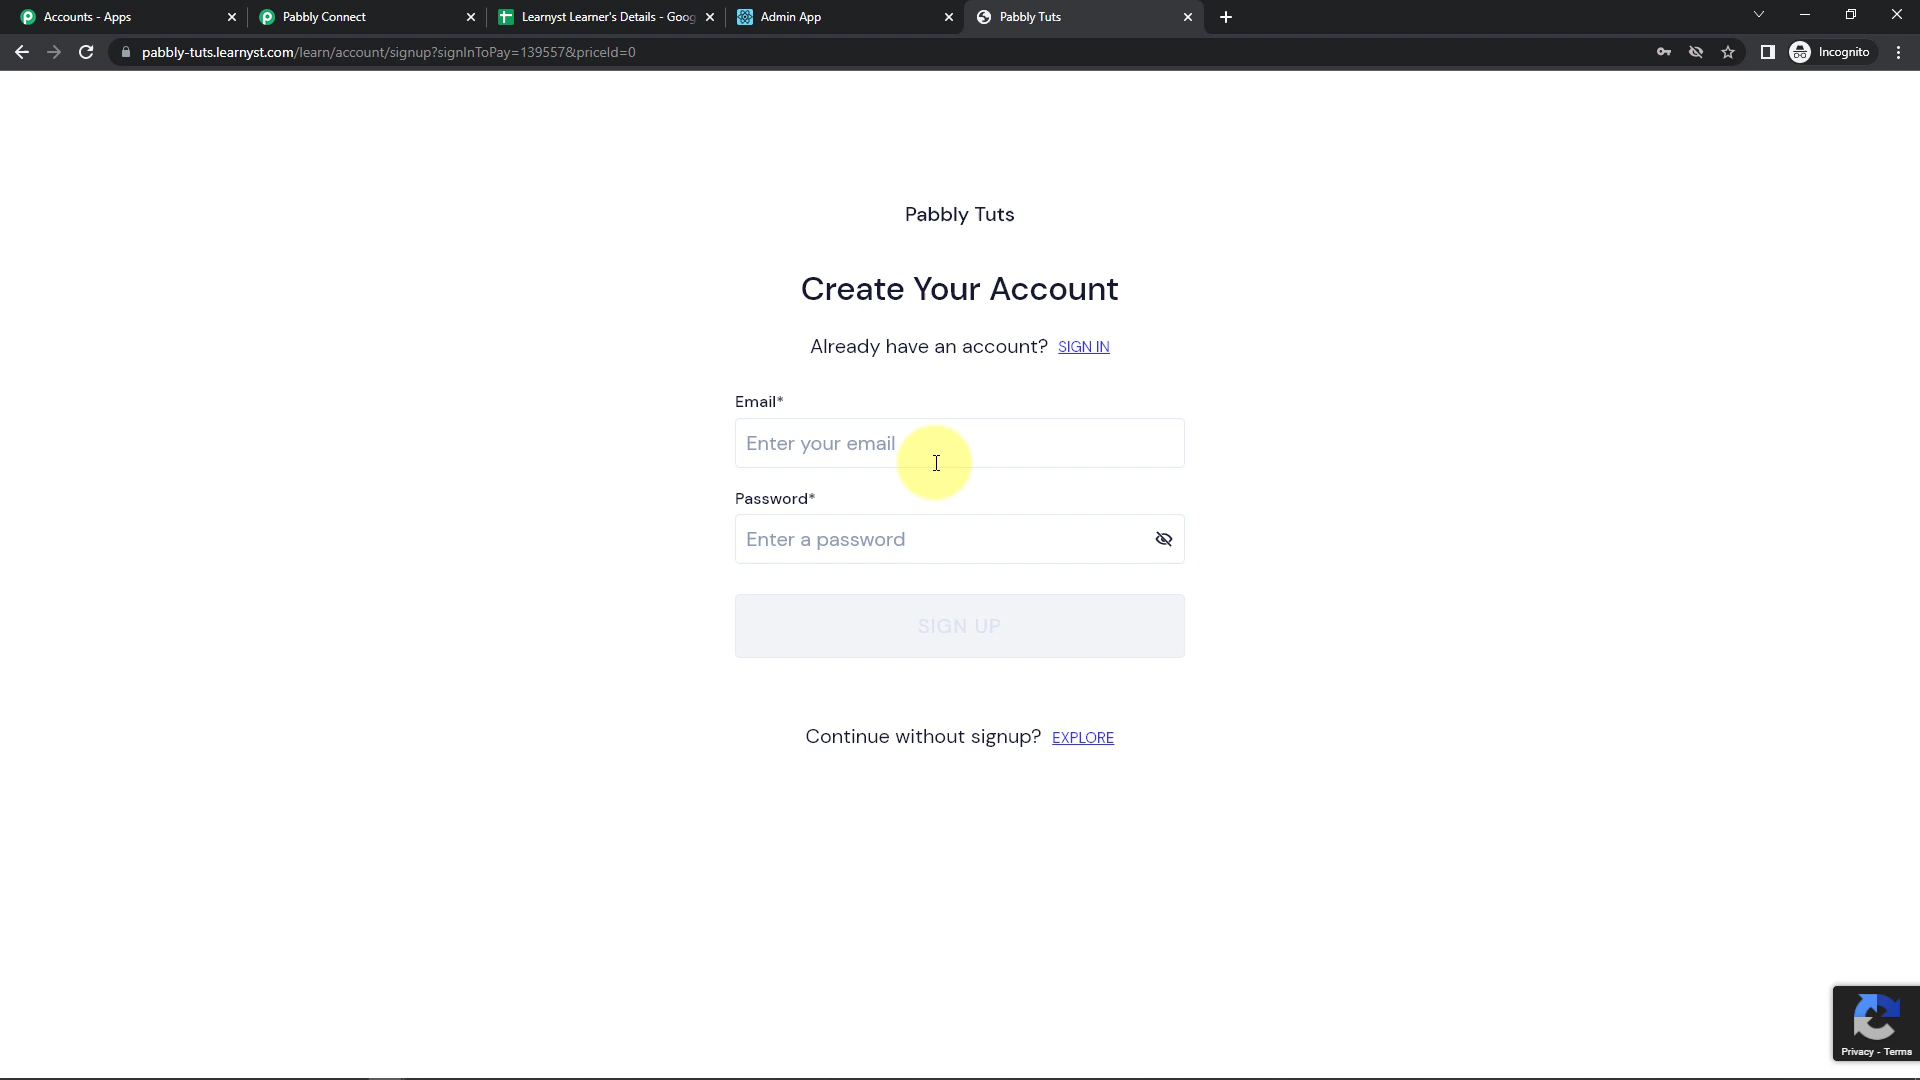 Accounts - Apps
Pabbly Connect
Learnyst Learner's Details - Goog
Admin App
Pabbly Tuts
pabbly-tuts.learnyst.com/learn/account/signup?signInToPay=139557&priceId=0
Incognito
Pabbly Tuts
Create Your Account
Already have an account? SIGN IN
Email*
Enter your email
Password*
Enter a password
SIGN UP
Continue without signup? EXPLORE
Privacy - Terms